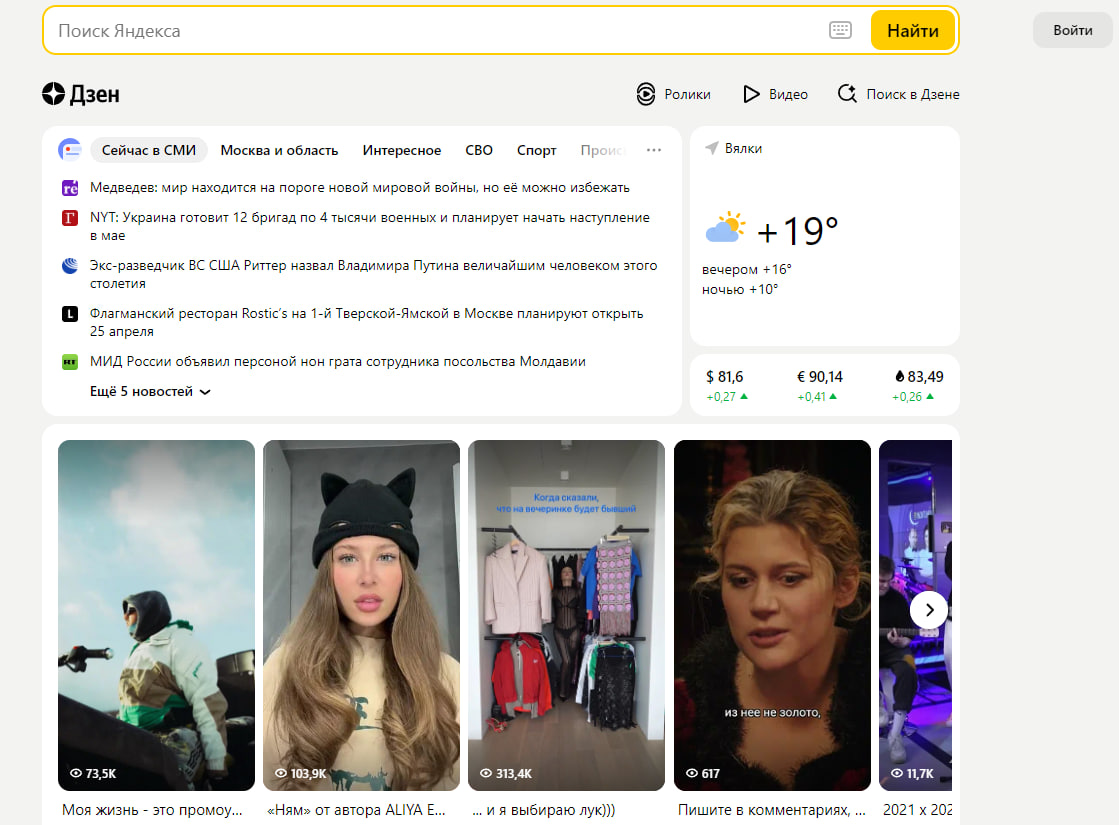 Поиск Яндекса
Найти
Войти
Дзен
Ролики
Видео
Поиск в Дзене
Сейчас в СМИ
Москва и область
Интересное
СВО
Спорт
Проис
Медведев: мир находится на пороге новой мировой войны, но её можно избежать
NYT: Украина готовит 12 бригад по 4 тысячи военных и планирует начать наступление
в мае
Экс-разведчик ВС США Риттер назвал Владимира Путина величайшим человеком этого
столетия
Флагманский ресторан Rostic’s на 1-й Тверской-Ямской в Москве планируют открыть
25 апреля
МИД России объявил персоной нон грата сотрудника посольства Молдавии
Ещё 5 новостей
Вялки
+19°
вечером +16°
ночью +10°
$ 81,6
+0,27
€ 90,14
+0,41
83,49
+0,26
Когда сказали,
что на вечеринке будет бывший
из нее не золото,
73,5K
103,9K
313,4K
617
11,7K
Моя жизнь - это промоу...
«Ням» от автора ALIYA E...
... и я выбираю лук)))
Пишите в комментариях, ...
2021 x 202